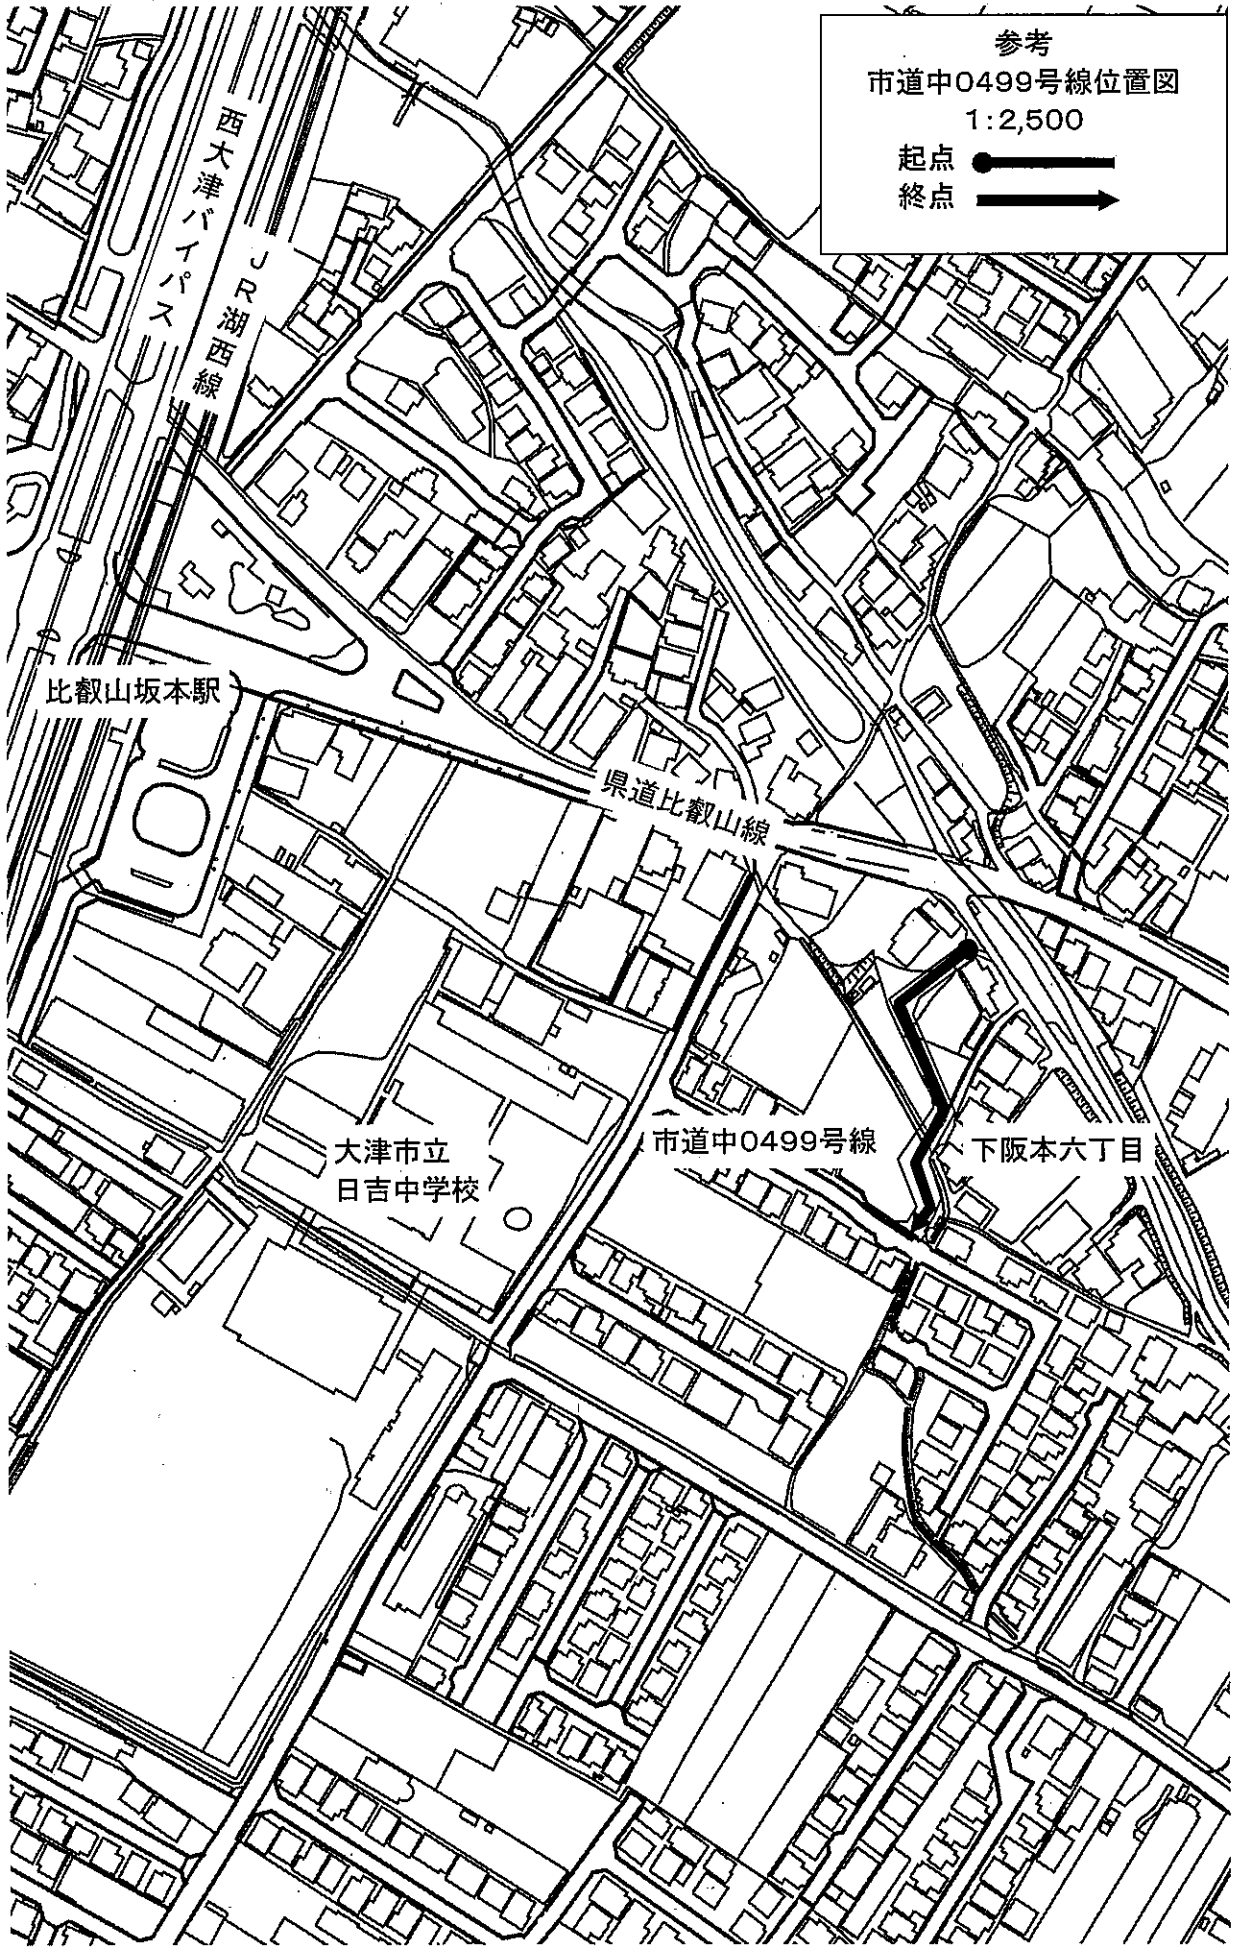 参考
市道中0499号線位置図
1:2,500
起点
終点
西大津バイパス
JR湖西線
比叡山坂本駅
県道比叡山線
大津市立
日吉中学校
市道中0499号線
下阪本六丁目